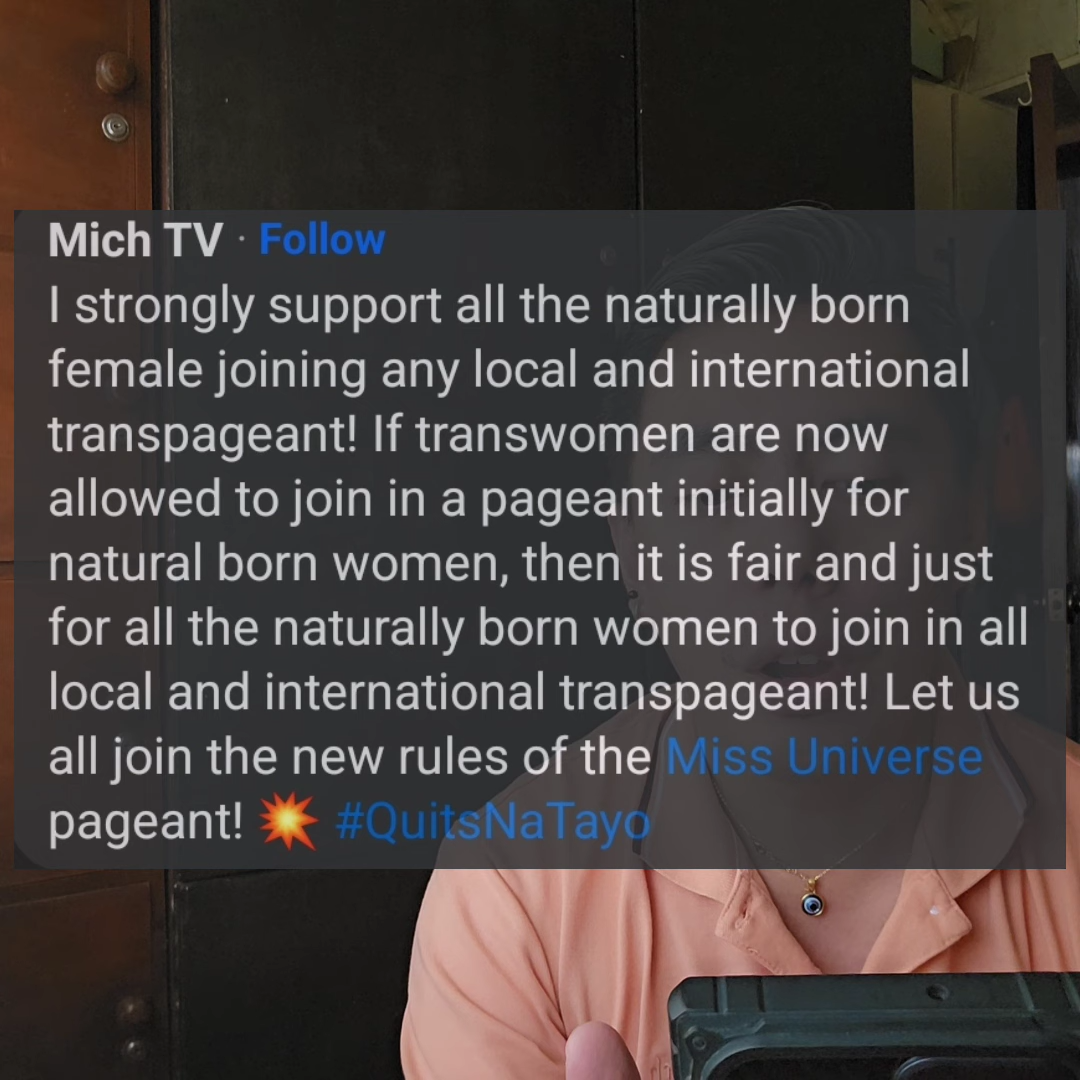 Mich TV · Follow
I strongly support all the naturally born
female joining any local and international
transpageant! If transwomen are now
allowed to join in a pageant initially for
natural born women, then it is fair and just
for all the naturally born women to join in all
local and international transpageant! Let us
all join the new rules of the Miss Universe
pageant! 💥 #QuitsNaTayo